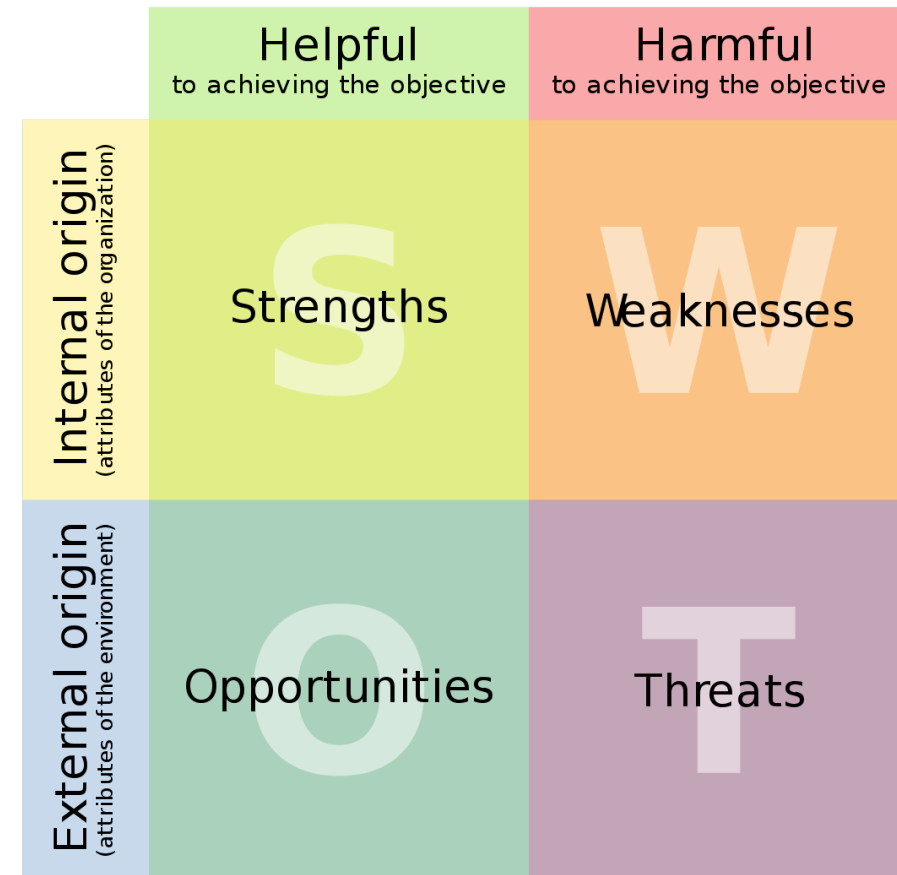 Helpful
to achieving the objective
Harmful
to achieving the objective
Internal origin
(attributes of the organization)
S
Strengths
W
Weaknesses
External origin
(attributes of the environment)
O
Opportunities
T
Threats